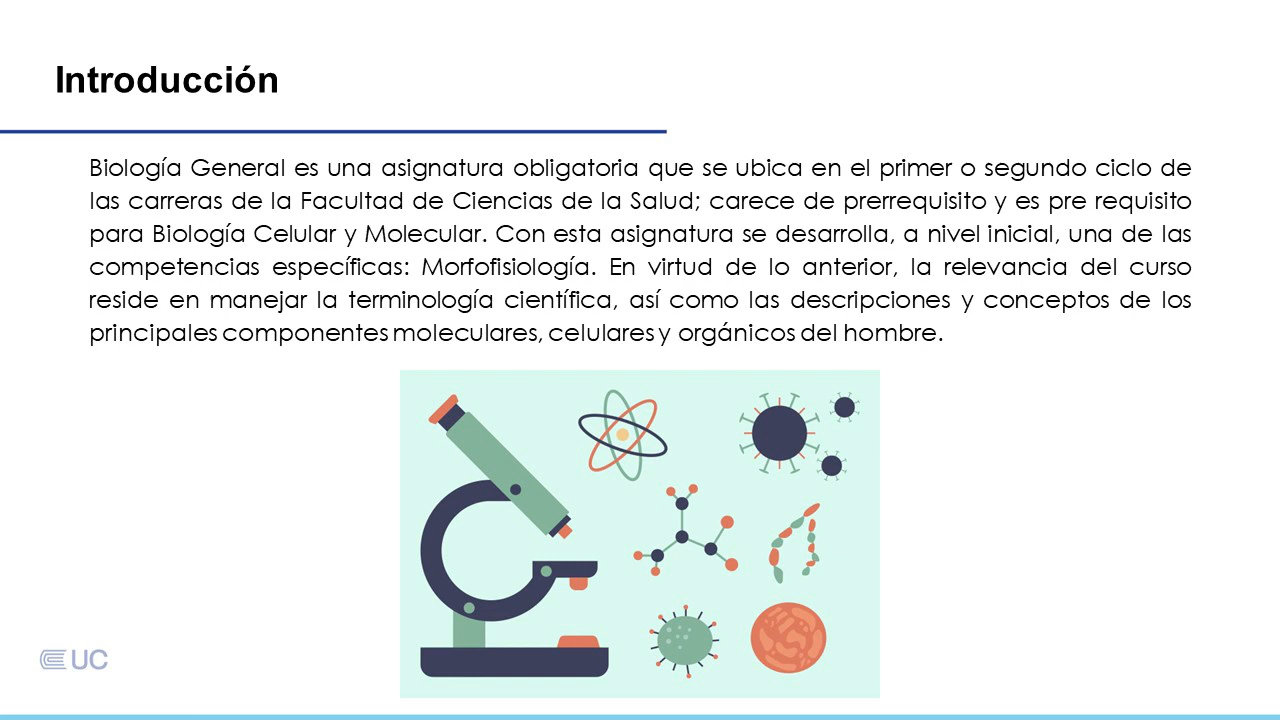 Introducción
Biología General es una asignatura obligatoria que se ubica en el primer o segundo ciclo de
las carreras de la Facultad de Ciencias de la Salud; carece de prerrequisito y es pre requisito
para Biología Celular y Molecular. Con esta asignatura se desarrolla, a nivel inicial, una de las
competencias específicas: Morfofisiología. En virtud de lo anterior, la relevancia del curso
reside en manejar la terminología científica, así como las descripciones y conceptos de los
principales componentes moleculares, celulares y orgánicos del hombre.
UC